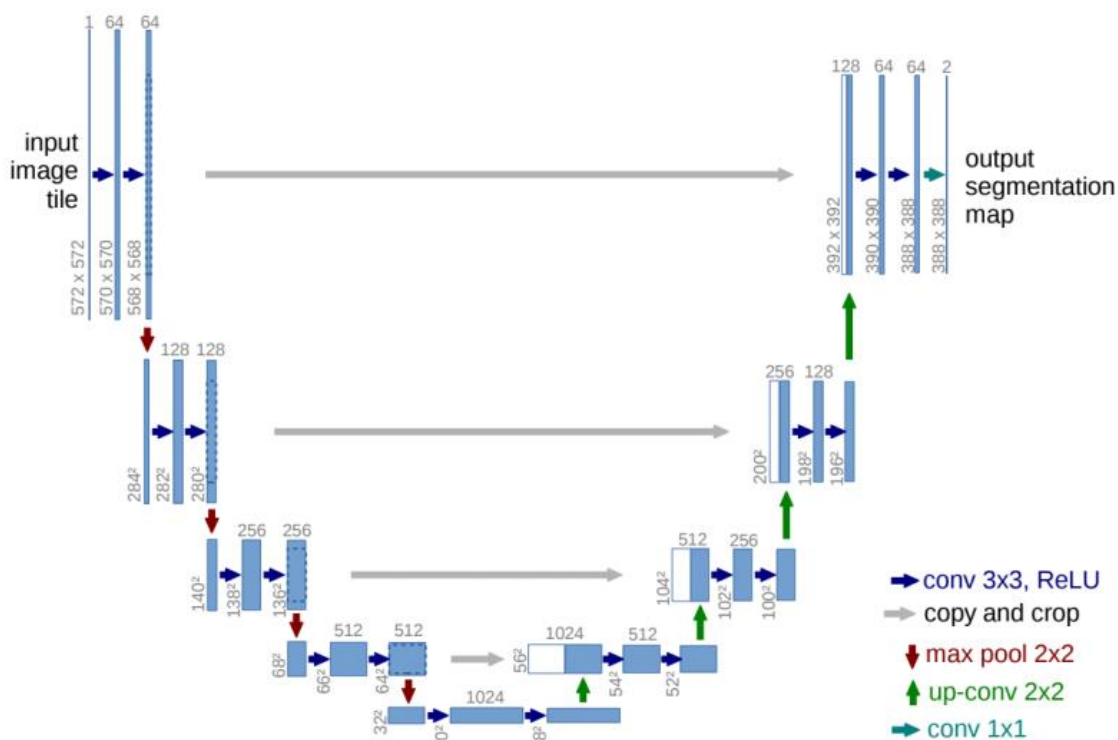 1 64 64
input
image
tile
572 x 572
570 x 570
568 x 568
128 64 64 2
output
segmentation
map
392 x 392
390 x 390
388 x 388
388 x 388
128 128
284²
282²
280²
256 128
200²
198²
196²
256 256
140²
138²
136²
512 256
104²
102²
100²
512 512
68²
66²
64²
1024 512
56²
54²
52²
1024
32²
0²
8²
conv 3x3, ReLU
copy and crop
max pool 2x2
up-conv 2x2
conv 1x1